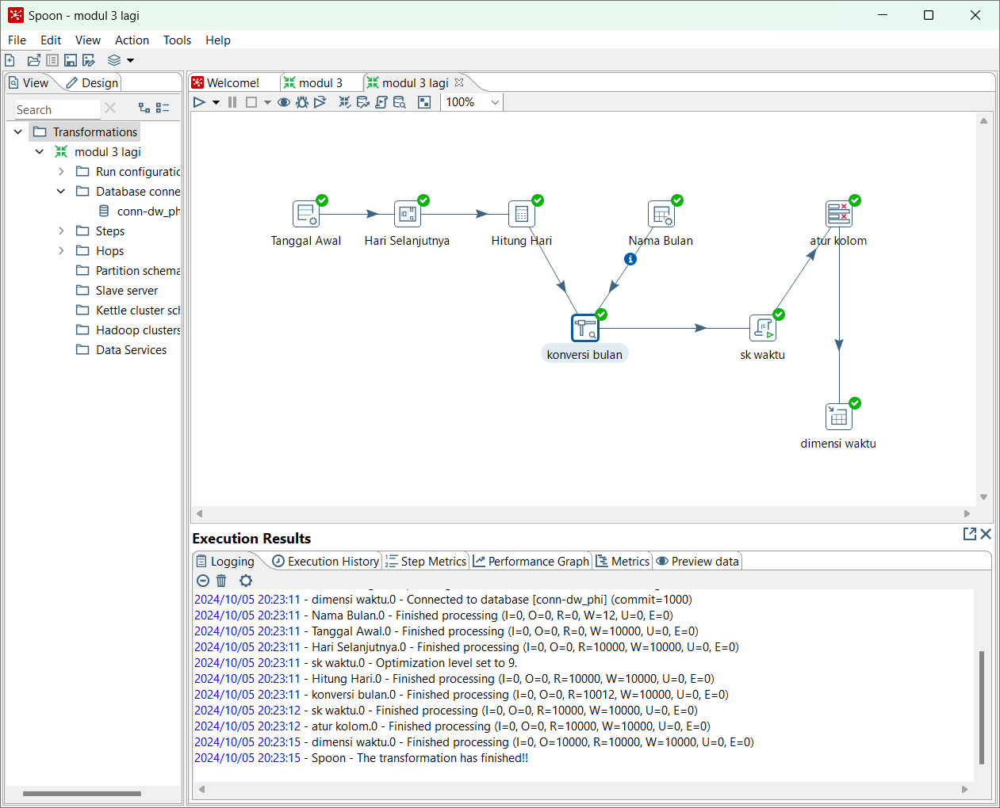 Spoon - modul 3 lagi
File Edit View Action Tools Help
View Design
Welcome! modul 3 modul 3 lagi
Search
100%
Transformations
modul 3 lagi
Run configuratio
Database conne
conn-dw_ph
Steps
Hops
Partition schema
Slave server
Kettle cluster sch
Hadoop clusters
Data Services
Tanggal Awal Hari Selanjutnya Hitung Hari Nama Bulan atur kolom
konversi bulan sk waktu
dimensi waktu
Execution Results
Logging Execution History Step Metrics Performance Graph Metrics Preview data
2024/10/05 20:23:11 - dimensi waktu.0 - Connected to database [conn-dw_phi] (commit=1000)
2024/10/05 20:23:11 - Nama Bulan.0 - Finished processing (I=0, O=0, R=0, W=12, U=0, E=0)
2024/10/05 20:23:11 - Tanggal Awal.0 - Finished processing (I=0, O=0, R=0, W=10000, U=0, E=0)
2024/10/05 20:23:11 - Hari Selanjutnya.0 - Finished processing (I=0, O=0, R=10000, W=10000, U=0, E=0)
2024/10/05 20:23:11 - sk waktu.0 - Optimization level set to 9.
2024/10/05 20:23:11 - Hitung Hari.0 - Finished processing (I=0, O=0, R=10000, W=10000, U=0, E=0)
2024/10/05 20:23:11 - konversi bulan.0 - Finished processing (I=0, O=0, R=10012, W=10000, U=0, E=0)
2024/10/05 20:23:12 - sk waktu.0 - Finished processing (I=0, O=0, R=10000, W=10000, U=0, E=0)
2024/10/05 20:23:12 - atur kolom.0 - Finished processing (I=0, O=0, R=10000, W=10000, U=0, E=0)
2024/10/05 20:23:15 - dimensi waktu.0 - Finished processing (I=0, O=10000, R=10000, W=10000, U=0, E=0)
2024/10/05 20:23:15 - Spoon - The transformation has finished!!